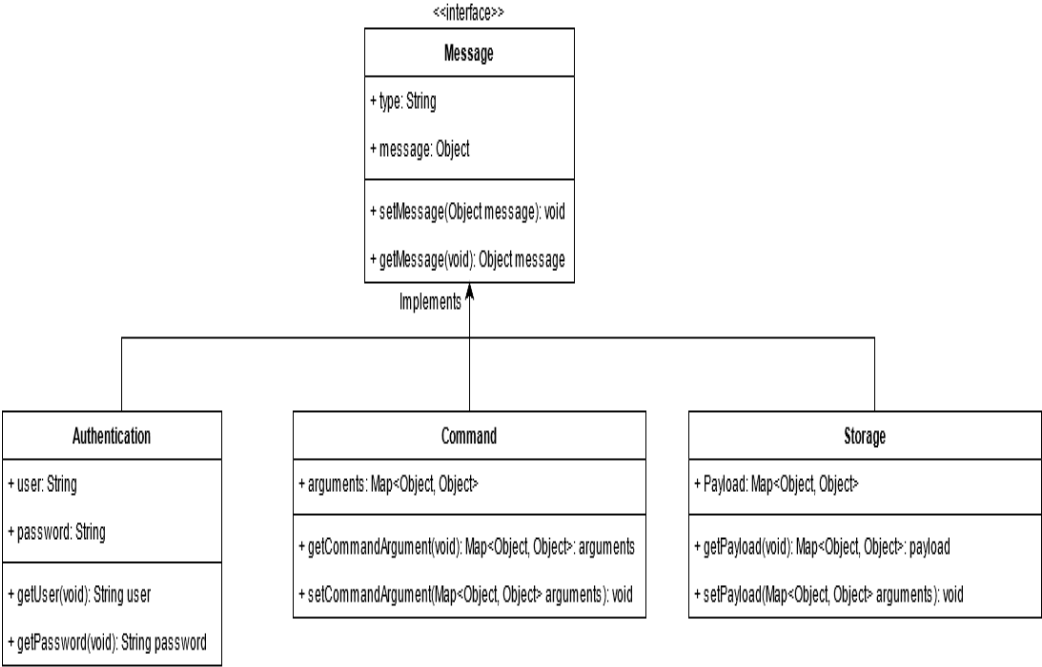 <<interface>>
Message
+ type: String
+ message: Object
+ setMessage(Object message): void
+ getMessage(void): Object message
Implements
Authentication
+ user: String
+ password: String
+ getUser(void): String user
+ getPassword(void): String password
Command
+ arguments: Map<Object, Object>
+ getCommandArgument(void): Map<Object, Object>: arguments
+ setCommandArgument(Map<Object, Object> arguments): void
Storage
+ Payload: Map<Object, Object>
+ getPayload(void): Map<Object, Object>: payload
+ setPayload(Map<Object, Object> arguments): void